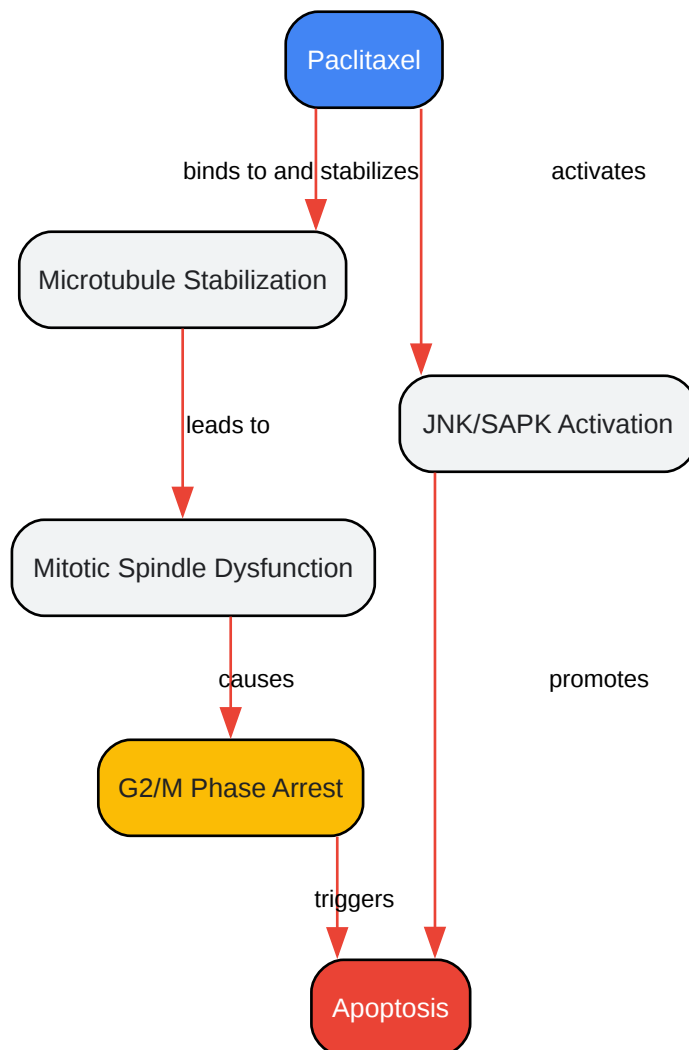 Paclitaxel
binds to and stabilizes
activates
Microtubule Stabilization
JNK/SAPK Activation
leads to
Mitotic Spindle Dysfunction
causes
promotes
G2/M Phase Arrest
triggers
Apoptosis